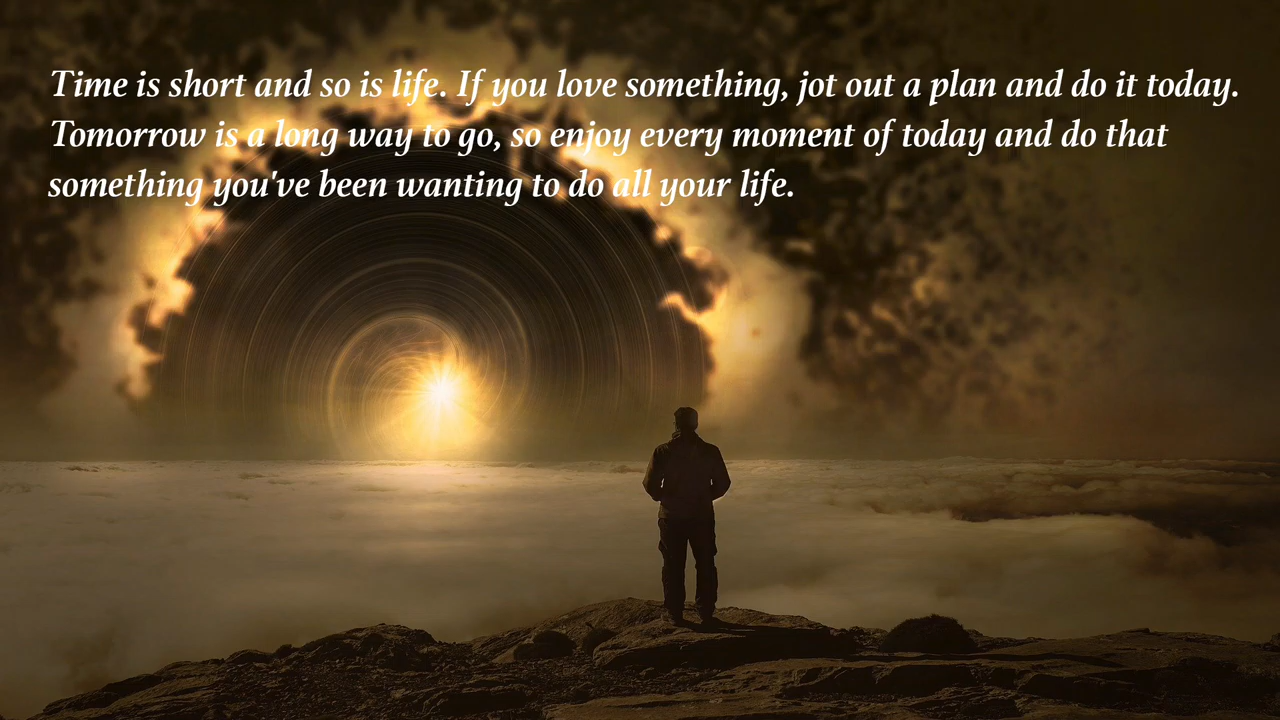 Time is short and so is life. If you love something, jot out a plan and do it today.
Tomorrow is a long way to go, so enjoy every moment of today and do that
something you've been wanting to do all your life.